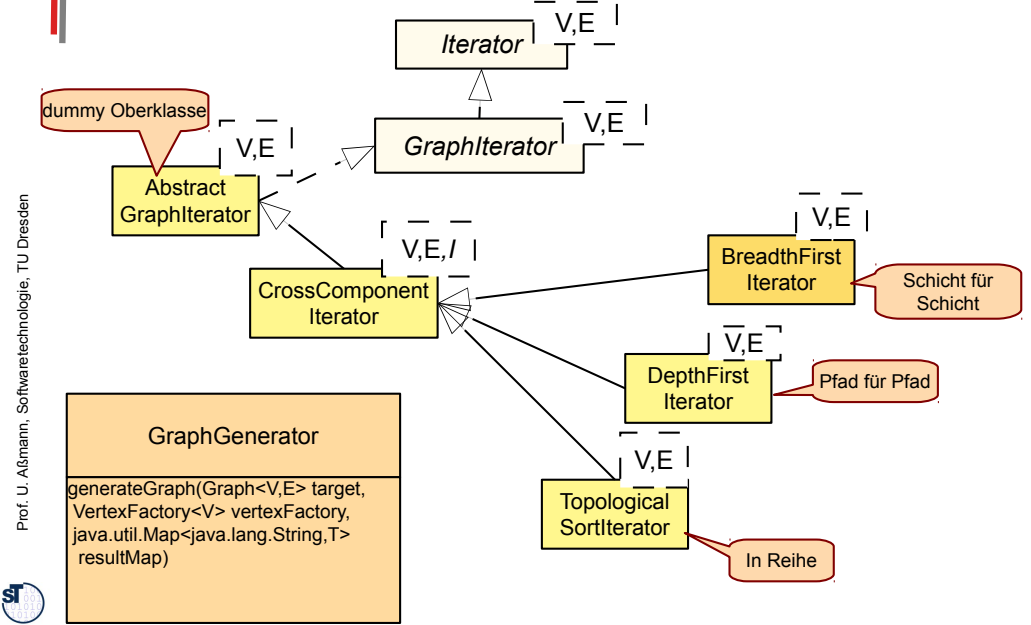 V,E
Iterator
dummy Oberklasse
V,E
GraphIterator
V,E
Abstract
GraphIterator
V,E,I
CrossComponent
Iterator
V,E
BreadthFirst
Iterator
Schicht für
Schicht
V,E
DepthFirst
Iterator
Pfad für Pfad
V,E
Topological
SortIterator
In Reihe
GraphGenerator
generateGraph(Graph<V,E> target,
VertexFactory<V> vertexFactory,
java.util.Map<java.lang.String,T>
resultMap)
Prof. U. Aßmann, Softwaretechnologie, TU Dresden
ST